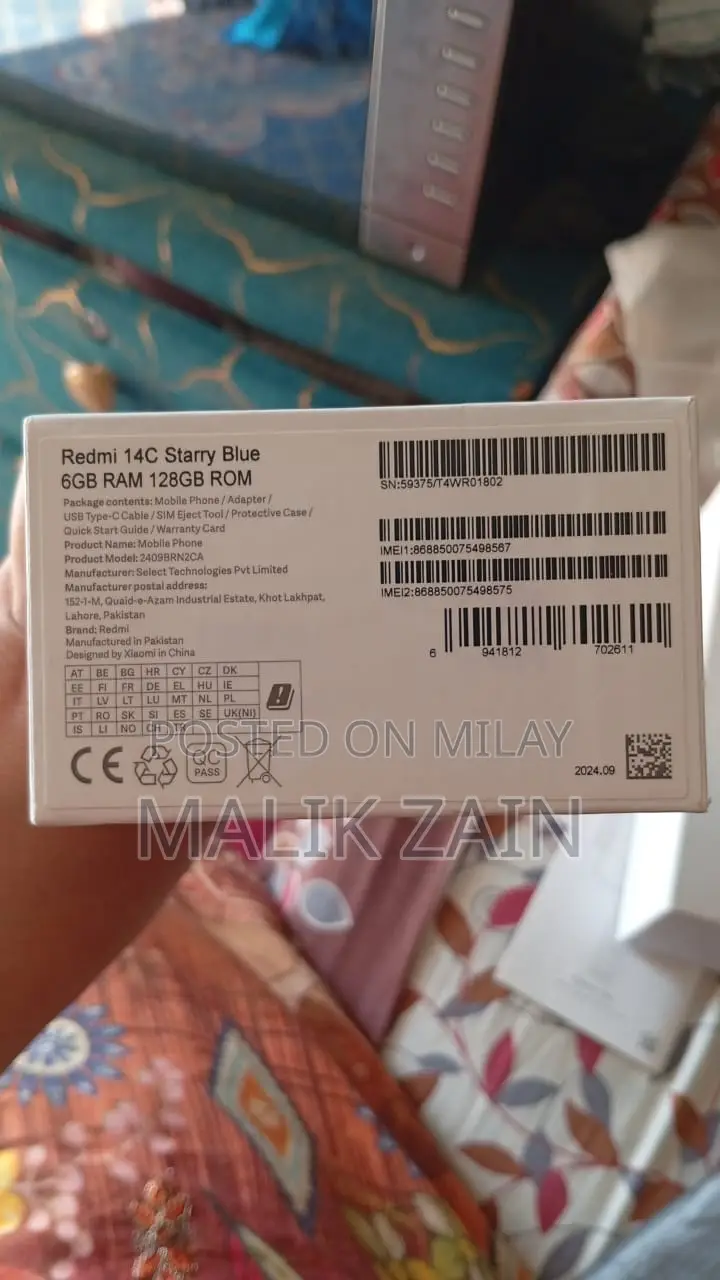 Redmi 14C Starry Blue
6GB RAM 128GB ROM
Package contents: Mobile Phone / Adapter /
USB Type-C Cable / SIM Eject Tool / Protective Case /
Quick Start Guide / Warranty Card
Product Name: Mobile Phone
Product Model: 2409BRN2CA
Manufacturer: Select Technologies Pvt Limited
Manufacturer postal address:
152-1-M, Quaid-e-Azam Industrial Estate, Khot Lakhpat,
Lahore, Pakistan
Brand: Redmi
Manufactured in Pakistan
Designed by Xiaomi in China
AT BE BG HR CY CZ DK
EE FI FR DE EL HU IE
IT LV LT LU MT NL PL
PT RO SK SI ES SE UK(NI)
IS LI NO CH TR
CE
QC
PASS
SN:59375/T4WR01802
IMEI1:868850075498567
IMEI2:868850075498575
6 941812 702611
2024.09
POSTED ON MILAY
MALIK ZAIN